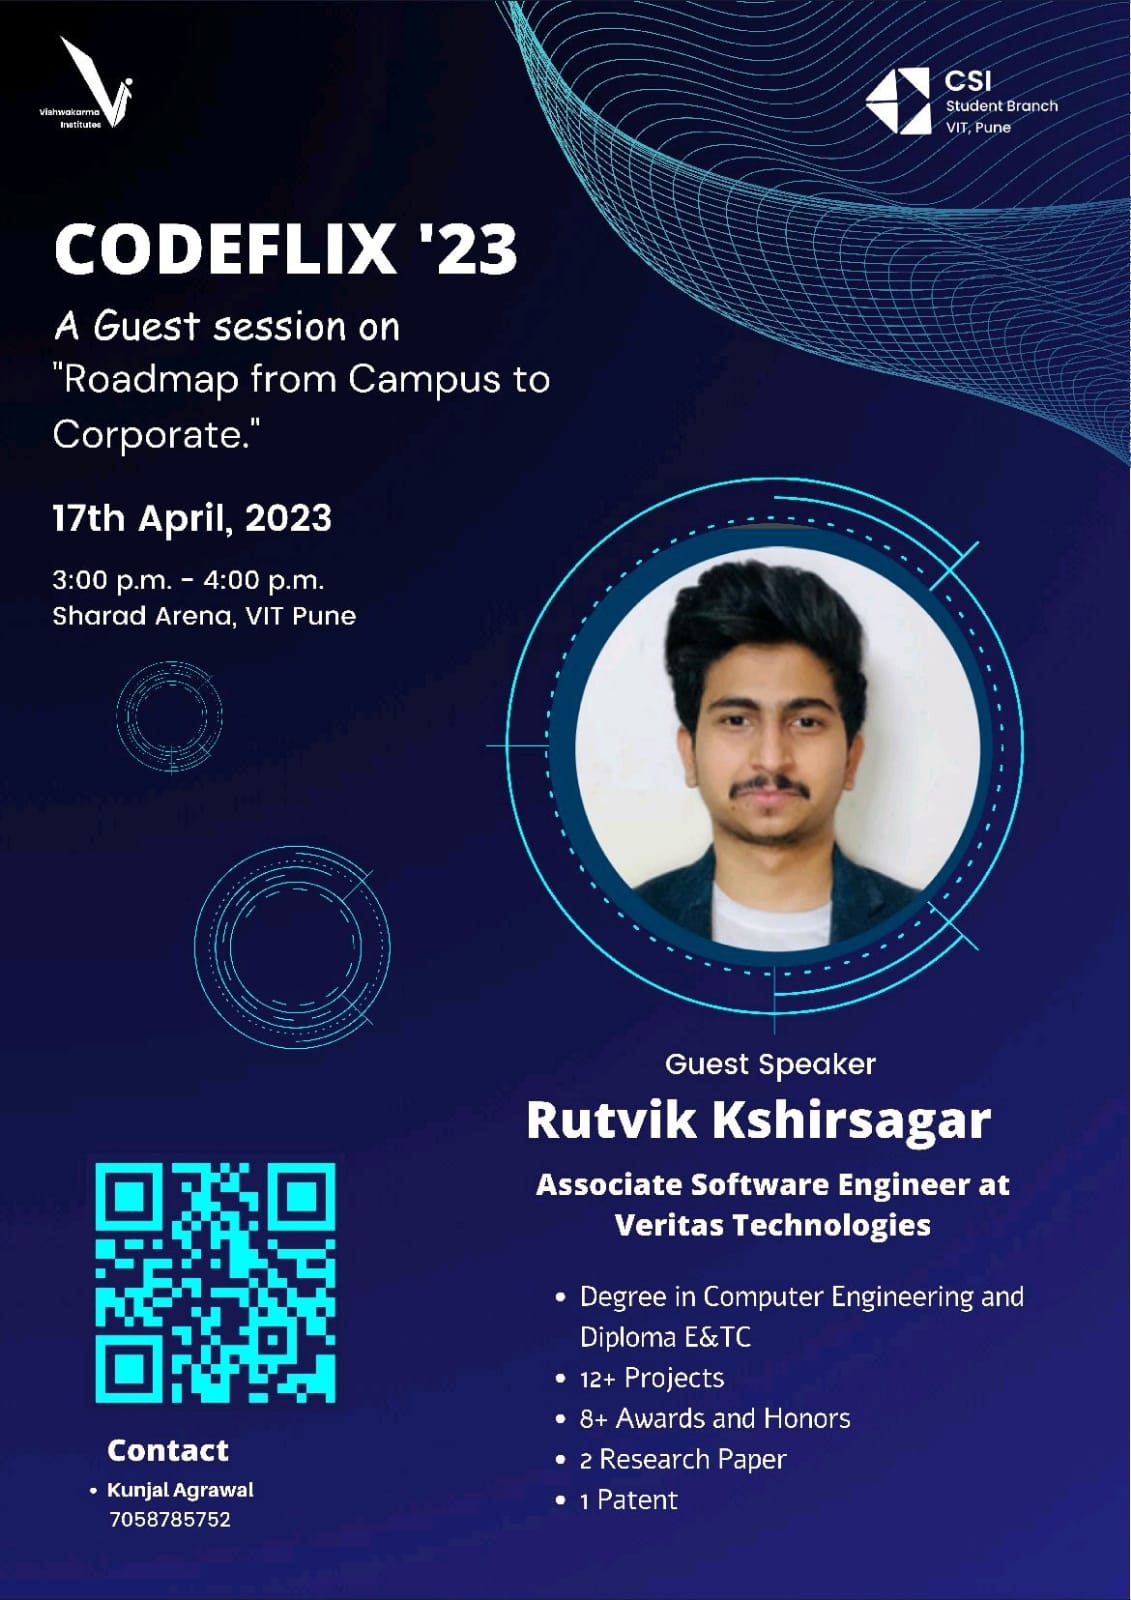 Vishwakarma
Institutes
CSI
Student Branch
VIT, Pune
CODEFLIX '23
A Guest session on
"Roadmap from Campus to
Corporate."
17th April, 2023
3:00 p.m. - 4:00 p.m.
Sharad Arena, VIT Pune
Guest Speaker
Rutvik Kshirsagar
Associate Software Engineer at
Veritas Technologies
• Degree in Computer Engineering and
Diploma E&TC
• 12+ Projects
• 8+ Awards and Honors
• 2 Research Paper
• 1 Patent
Contact
• Kunjal Agrawal
7058785752